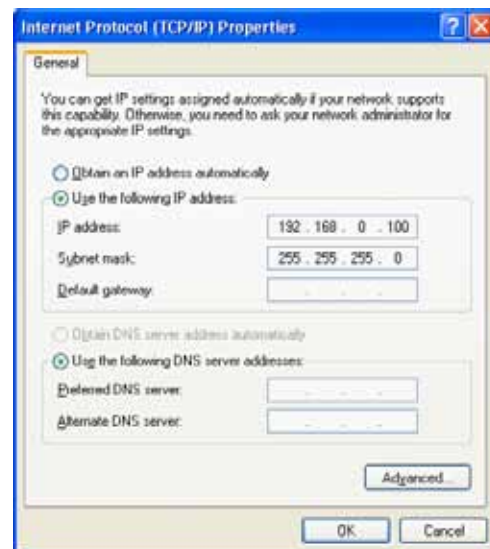 Internet Protocol (TCP/IP) Properties
General
You can get IP settings assigned automatically if your network supports
this capability. Otherwise, you need to ask your network administrator for
the appropriate IP settings.
Obtain an IP address automatically
Use the following IP address:
IP address: 192 . 168 . 0 . 100
Subnet mask: 255 . 255 . 255 . 0
Default gateway: . . .
Obtain DNS server address automatically
Use the following DNS server addresses:
Preferred DNS server: . . .
Alternate DNS server: . . .
Advanced...
OK Cancel